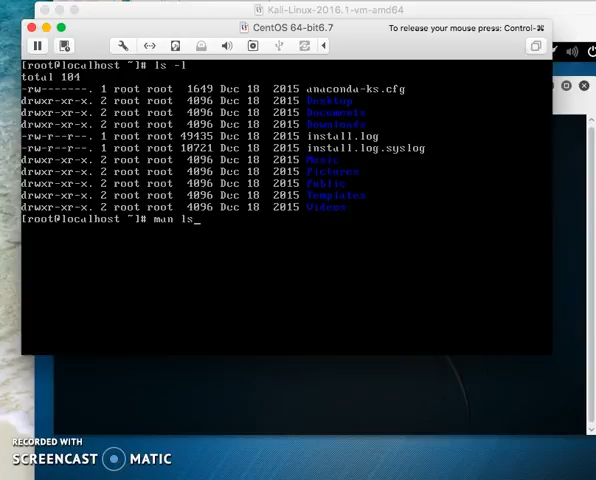 Kali-Linux-2016.1-vm-amd64
CentOS 64-bit6.7
To release your mouse press: Control-⌘
[root@localhost ~]# ls -l
total 104
-rw-------. 1 root root 1649 Dec 18 2015 anaconda-ks.cfg
drwxr-xr-x. 2 root root 4096 Dec 18 2015 Desktop
drwxr-xr-x. 2 root root 4096 Dec 18 2015 Documents
drwxr-xr-x. 2 root root 4096 Dec 18 2015 Downloads
-rw-r--r--. 1 root root 49435 Dec 18 2015 install.log
-rw-r--r--. 1 root root 10721 Dec 18 2015 install.log.syslog
drwxr-xr-x. 2 root root 4096 Dec 18 2015 Music
drwxr-xr-x. 2 root root 4096 Dec 18 2015 Pictures
drwxr-xr-x. 2 root root 4096 Dec 18 2015 Public
drwxr-xr-x. 2 root root 4096 Dec 18 2015 Templates
drwxr-xr-x. 2 root root 4096 Dec 18 2015 Videos
[root@localhost ~]# man ls_
RECORDED WITH
SCREENCAST MATIC